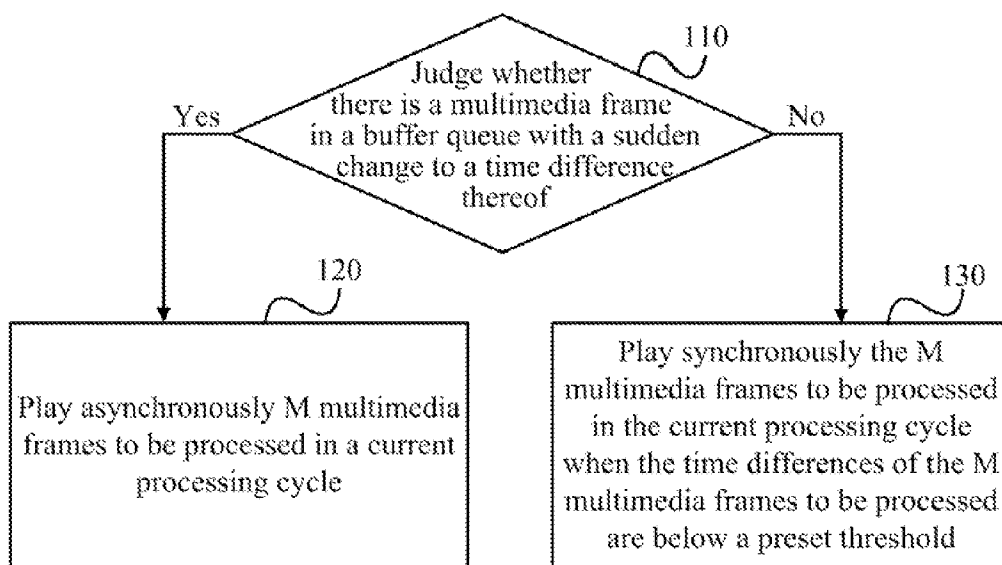 110
Judge whether
there is a multimedia frame
in a buffer queue with a sudden
change to a time difference
thereof
Yes
No
120
130
Play asynchronously M multimedia
frames to be processed in a current
processing cycle
Play synchronously the M
multimedia frames to be processed
in the current processing cycle
when the time differences of the M
multimedia frames to be processed
are below a preset threshold